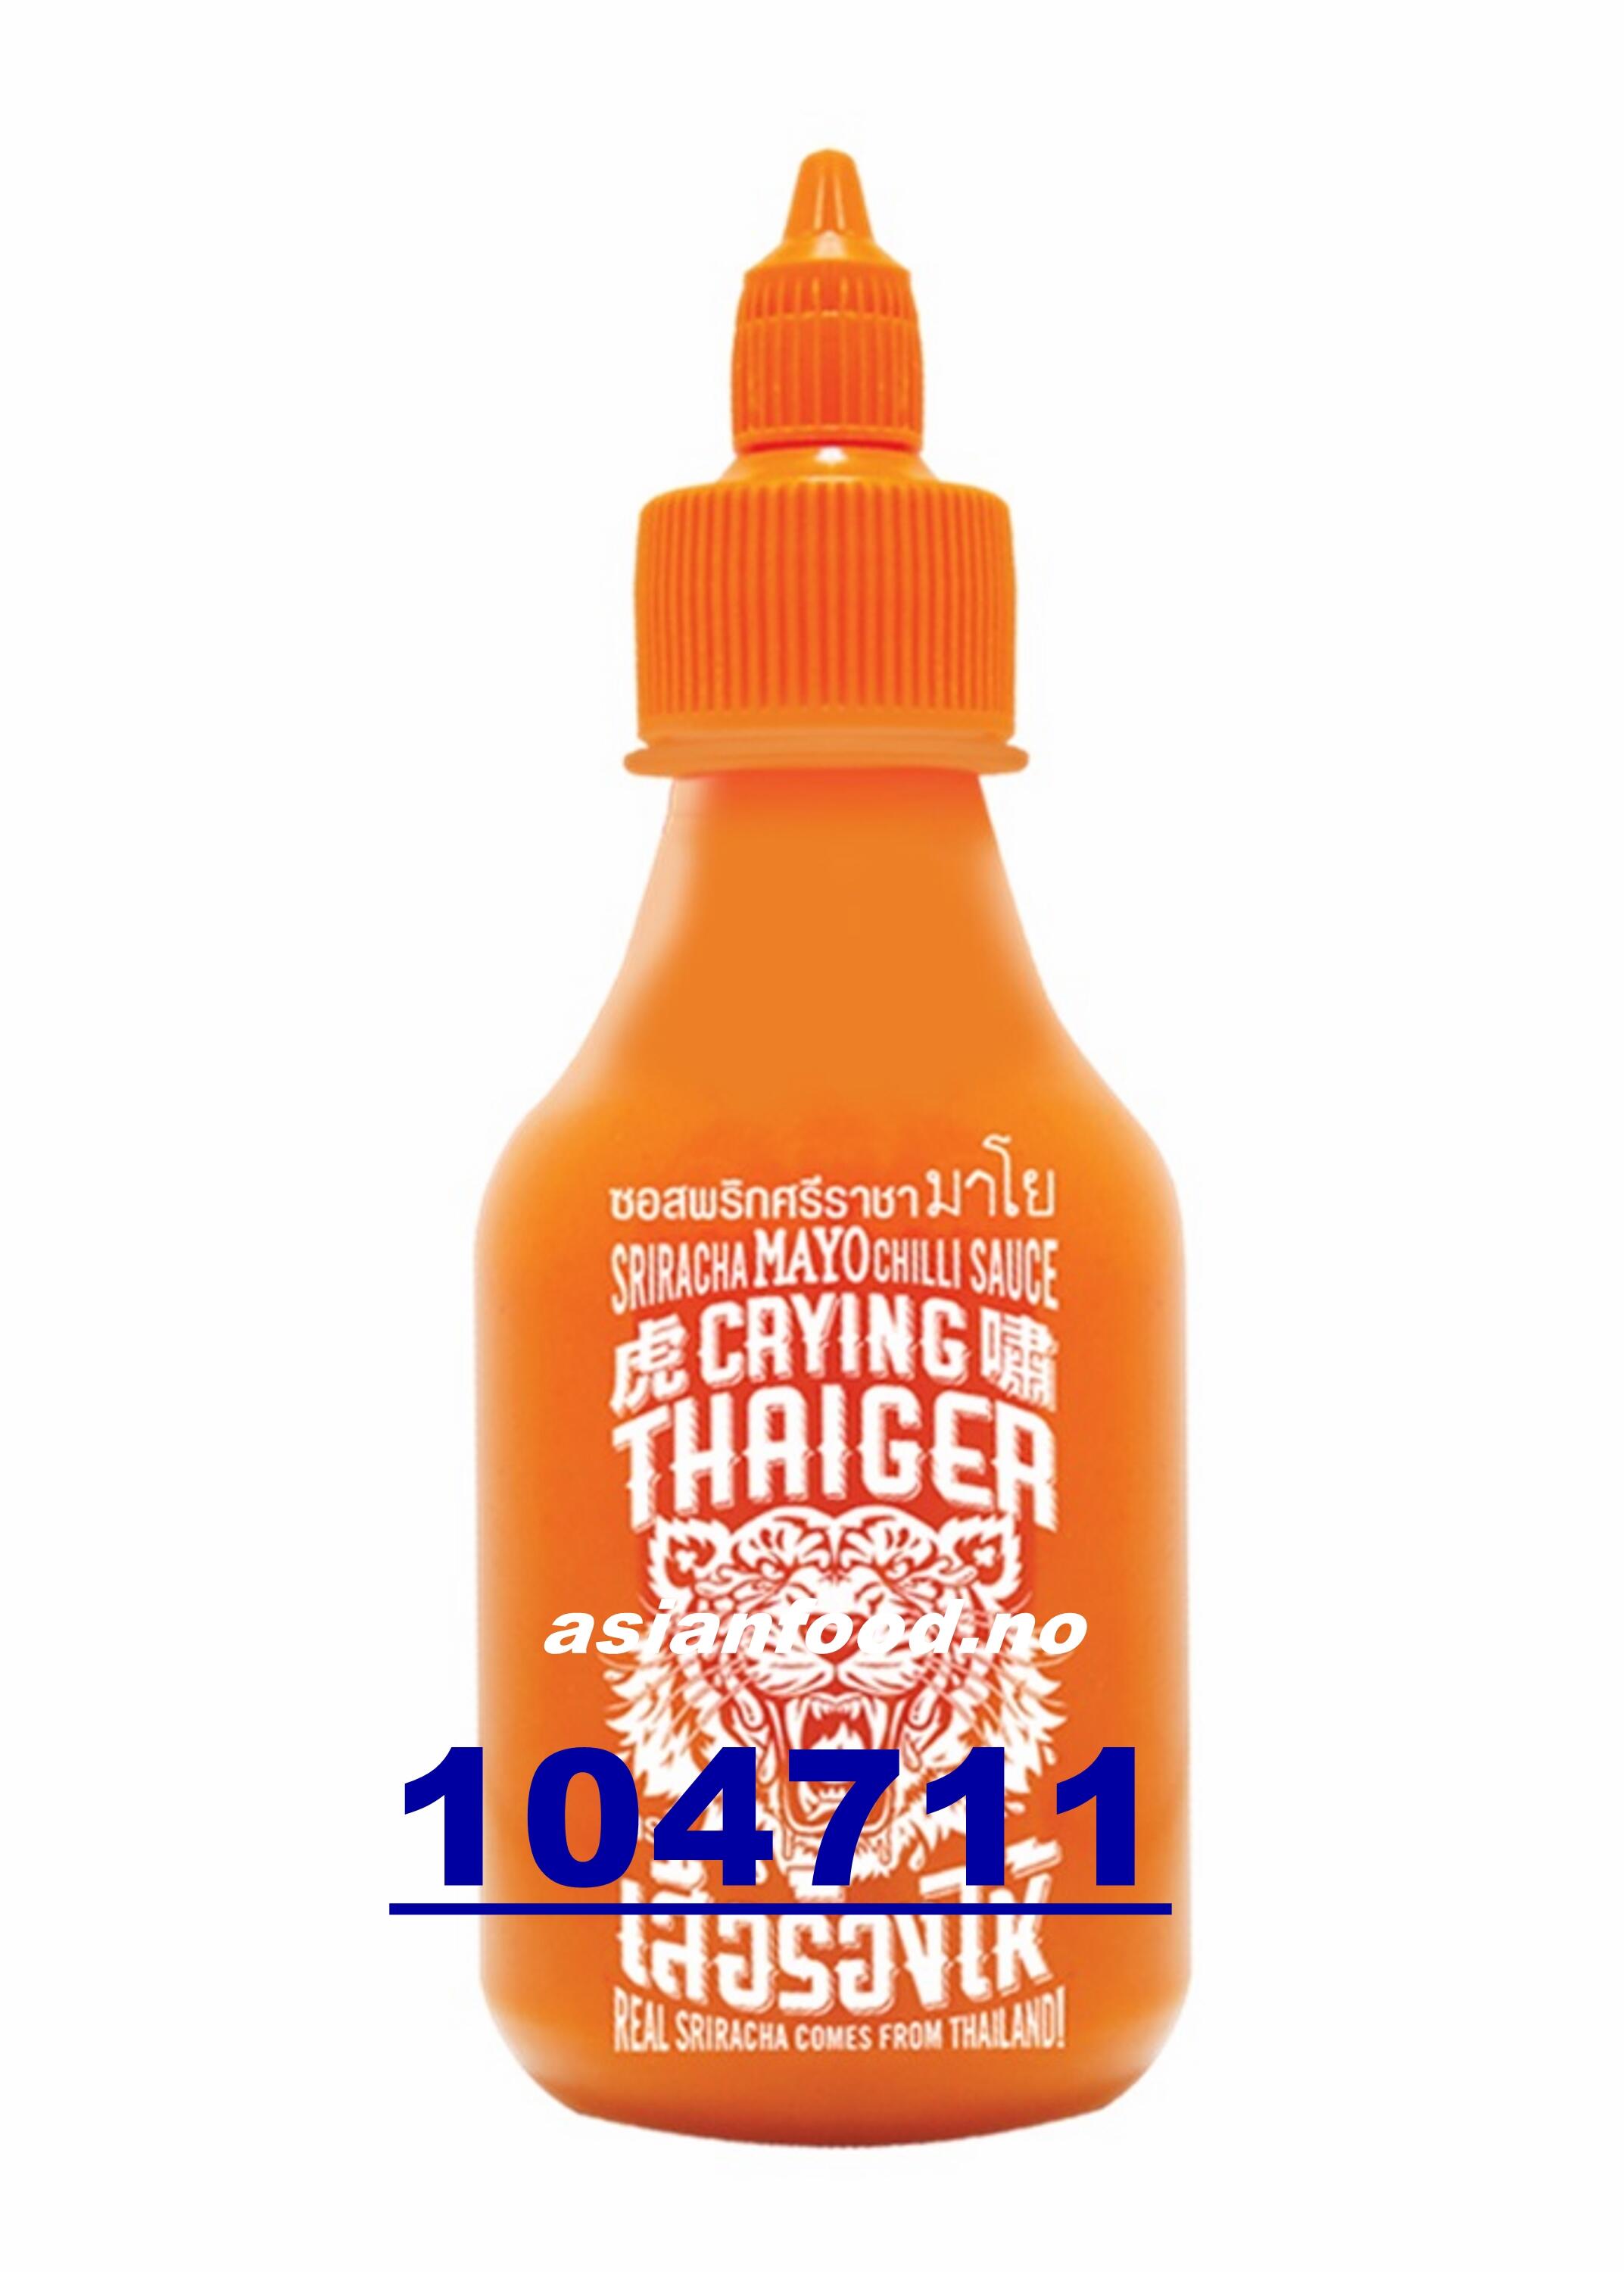 ซอสพริกศรีราชามาโย
SRIRACHA MAYO CHILLI SAUCE
虎 CRYING 嘯
THAIGER
asianfood.no
104711
เสือร้องไห้
REAL SRIRACHA COMES FROM THAILAND!